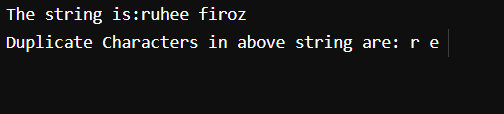 The string is:ruhee firoz
Duplicate Characters in above string are: r e